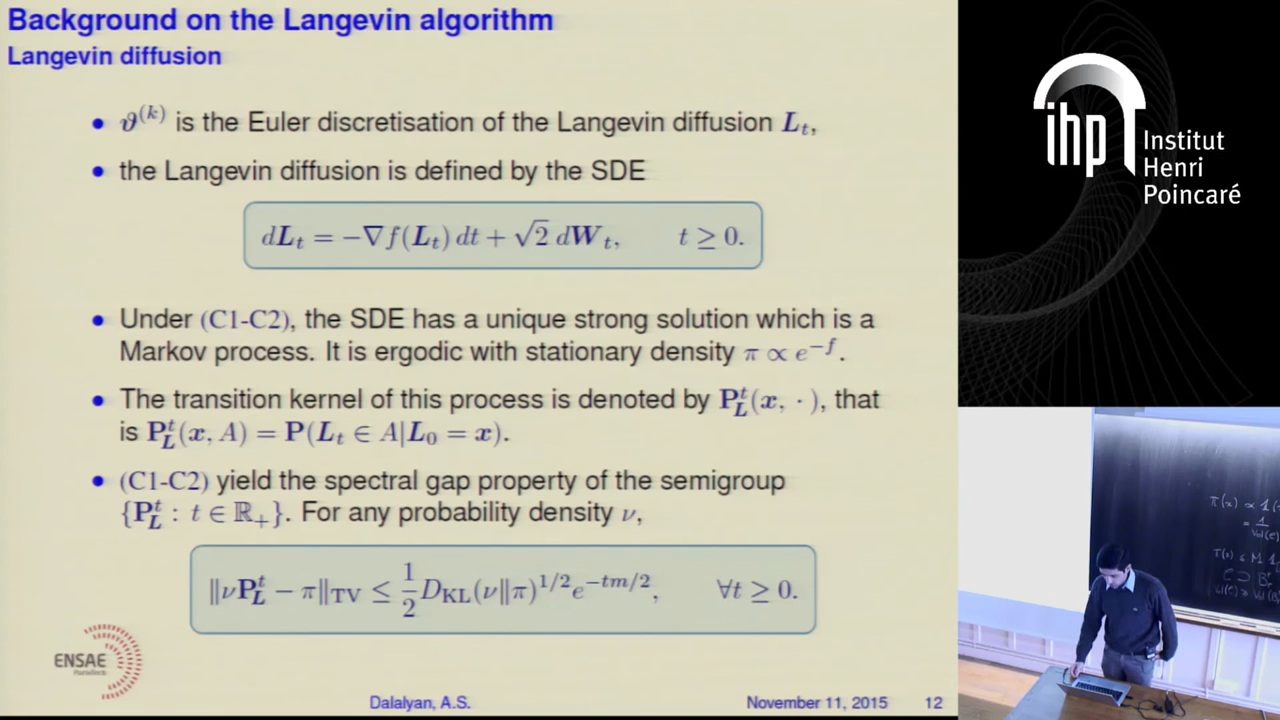 Background on the Langevin algorithm
Langevin diffusion
• ϑ^(k) is the Euler discretisation of the Langevin diffusion L_t,
• the Langevin diffusion is defined by the SDE
dL_t = −∇f(L_t) dt + √2 dW_t, t ≥ 0.
• Under (C1-C2), the SDE has a unique strong solution which is a
Markov process. It is ergodic with stationary density π ∝ e^{−f}.
• The transition kernel of this process is denoted by P_L^t(x, · ), that
is P_L^t(x, A) = P(L_t ∈ A|L_0 = x).
• (C1-C2) yield the spectral gap property of the semigroup
{P_L^t : t ∈ ℝ_+}. For any probability density ν,
‖νP_L^t − π‖_TV ≤ 1/2 D_KL(ν‖π)^{1/2} e^{−tm/2}, ∀t ≥ 0.
ENSAE
Dalalyan, A.S.
November 11, 2015 12
ihp
Institut
Henri
Poincaré
π(x) ∝ 1
= 1